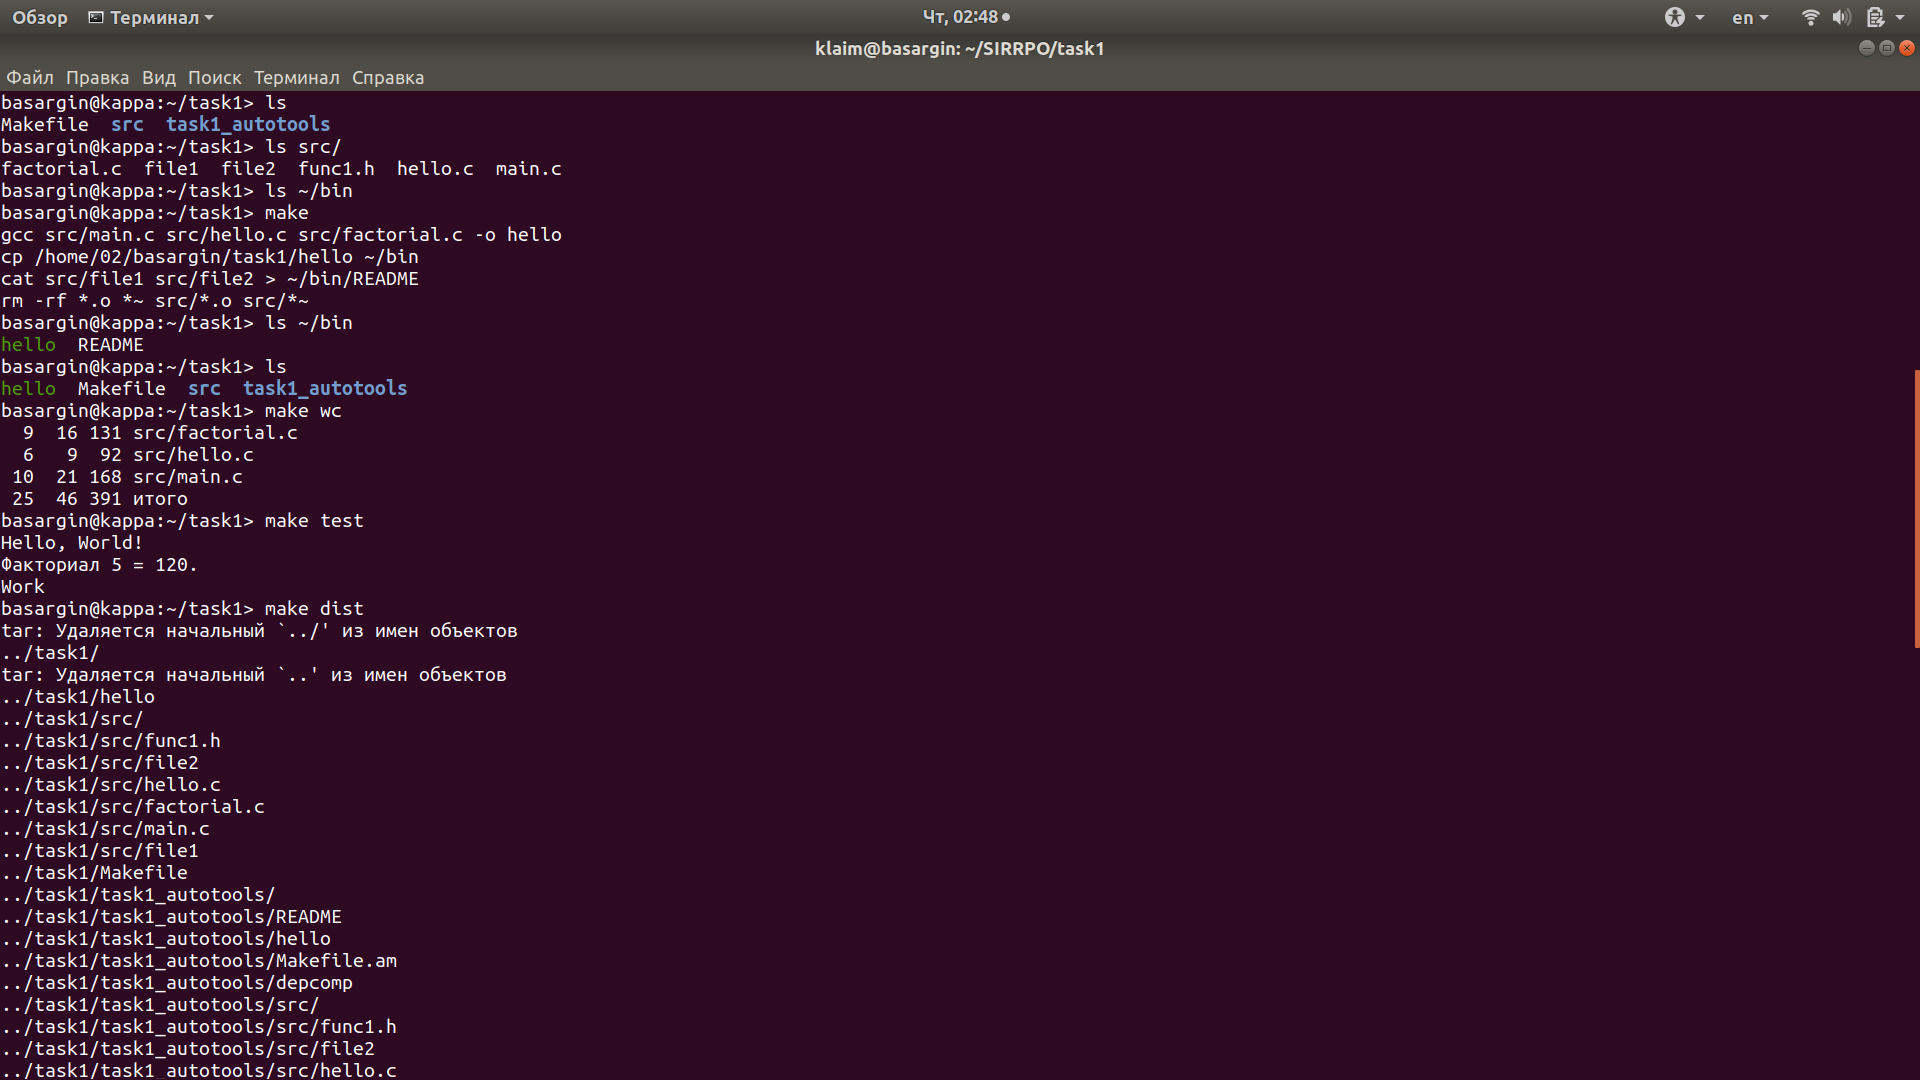 Обзор Терминал Чт, 02:48 en
klaim@basargin: ~/SIRRPO/task1
Файл Правка Вид Поиск Терминал Справка
basargin@kappa:~/task1> ls
Makefile  src  task1_autotools
basargin@kappa:~/task1> ls src/
factorial.c  file1  file2  func1.h  hello.c  main.c
basargin@kappa:~/task1> ls ~/bin
basargin@kappa:~/task1> make
gcc src/main.c src/hello.c src/factorial.c -o hello
cp /home/02/basargin/task1/hello ~/bin
cat src/file1 src/file2 > ~/bin/README
rm -rf *.o *~ src/*.o src/*~
basargin@kappa:~/task1> ls ~/bin
hello  README
basargin@kappa:~/task1> ls
hello  Makefile  src  task1_autotools
basargin@kappa:~/task1> make wc
  9  16 131 src/factorial.c
  6   9  92 src/hello.c
 10  21 168 src/main.c
 25  46 391 итого
basargin@kappa:~/task1> make test
Hello, World!
Факториал 5 = 120.
Work
basargin@kappa:~/task1> make dist
tar: Удаляется начальный `../' из имен объектов
../task1/
tar: Удаляется начальный `..' из имен объектов
../task1/hello
../task1/src/
../task1/src/func1.h
../task1/src/file2
../task1/src/hello.c
../task1/src/factorial.c
../task1/src/main.c
../task1/src/file1
../task1/Makefile
../task1/task1_autotools/
../task1/task1_autotools/README
../task1/task1_autotools/hello
../task1/task1_autotools/Makefile.am
../task1/task1_autotools/depcomp
../task1/task1_autotools/src/
../task1/task1_autotools/src/func1.h
../task1/task1_autotools/src/file2
../task1/task1_autotools/src/hello.c